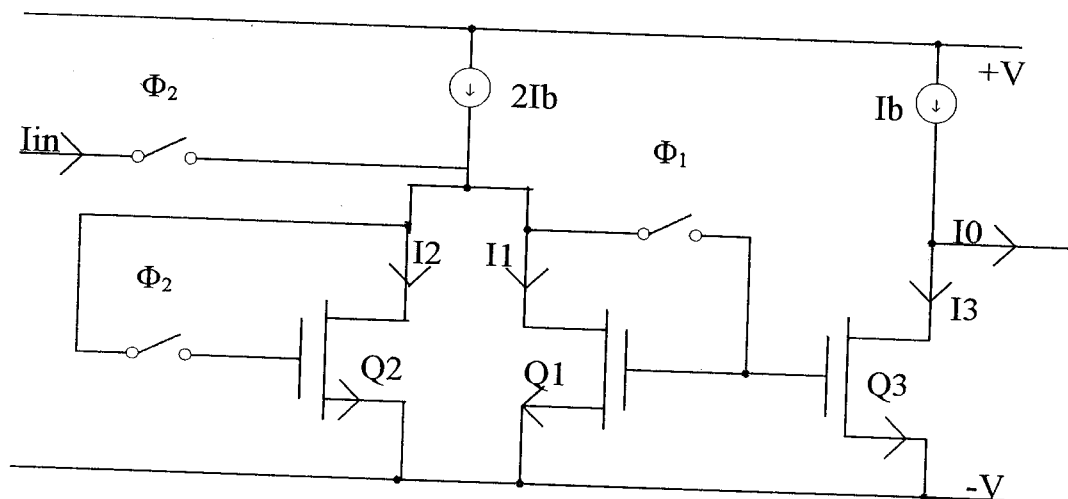 +V
Φ₂
2Ib
Ib
Iin
Φ₁
I2
I1
I0
Φ₂
I3
Q2
Q1
Q3
-V